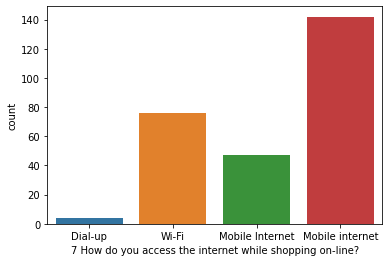 140
120
100
80
60
40
20
0
count
Dial-up Wi-Fi Mobile Internet Mobile internet
7 How do you access the internet while shopping on-line?